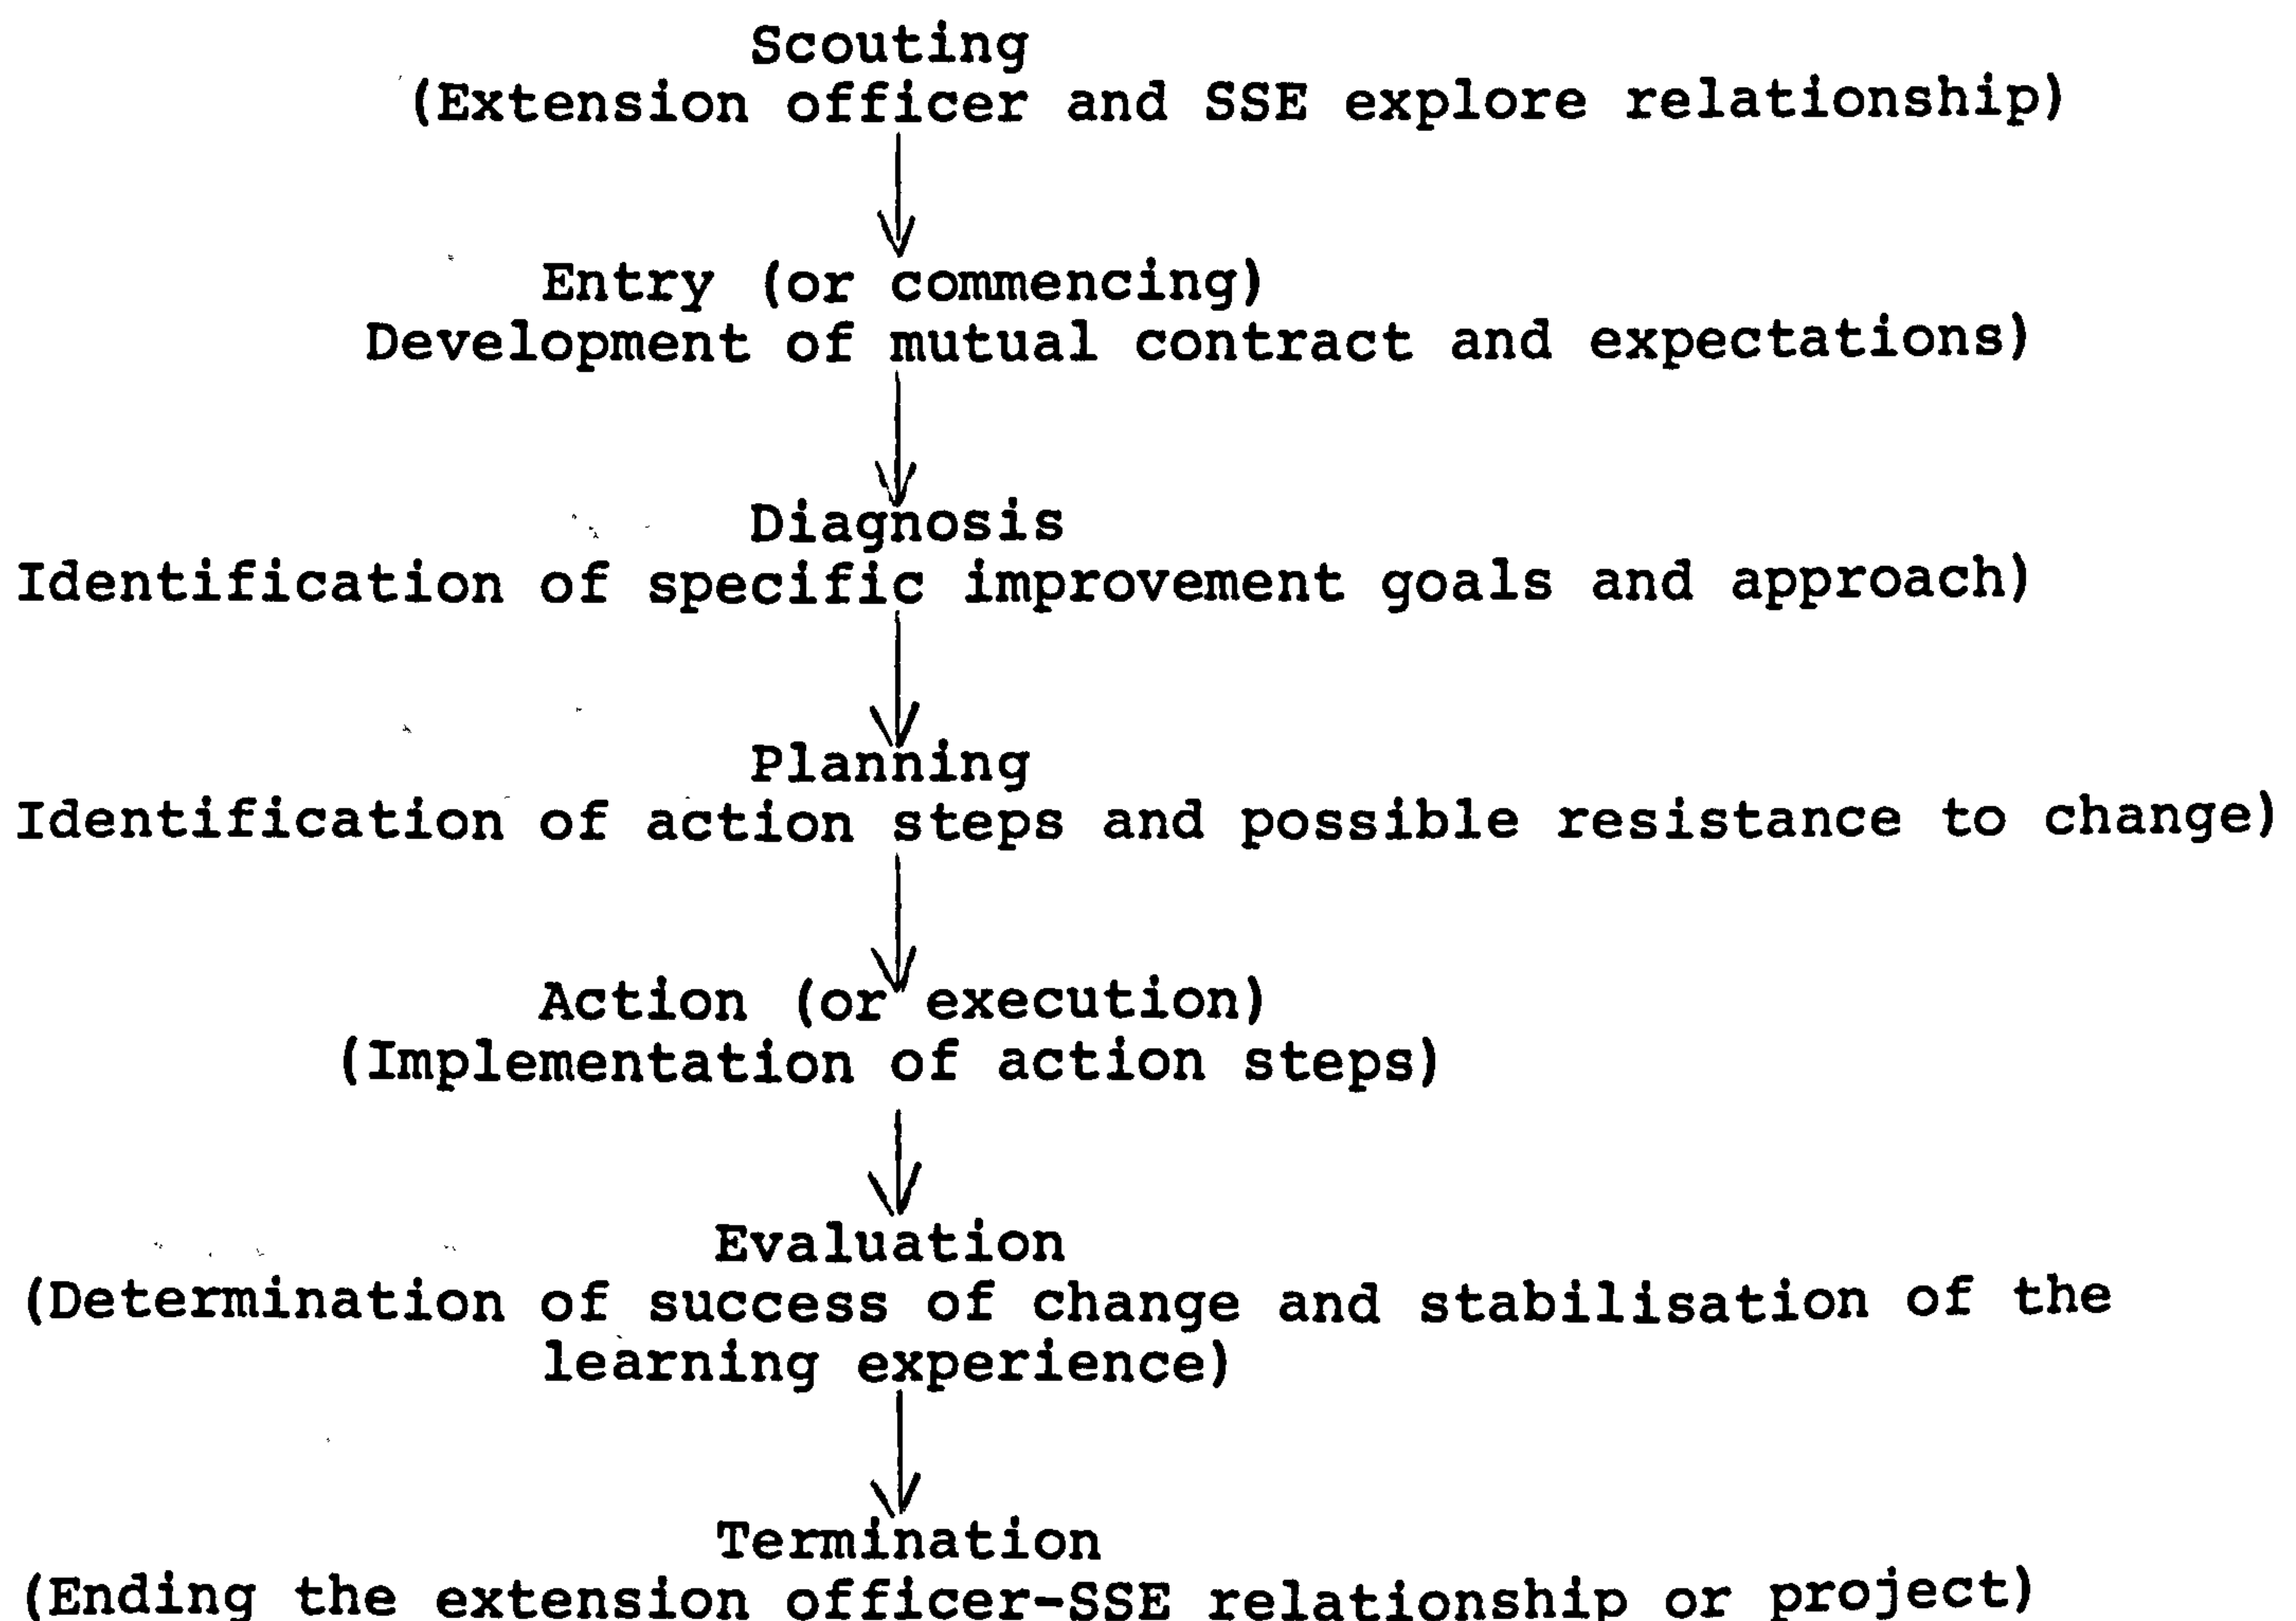 Scouting
(Extension officer and SSE explore relationship)
Entry (or commencing)
Development of mutual contract and expectations)
Diagnosis
Identification of specific improvement goals and approach)
Planning
Identification of action steps and possible resistance to change)
Action (or execution)
(Implementation of action steps)
Evaluation
(Determination of success of change and stabilisation of the
learning experience)
Termination
(Ending the extension officer-SSE relationship or project)